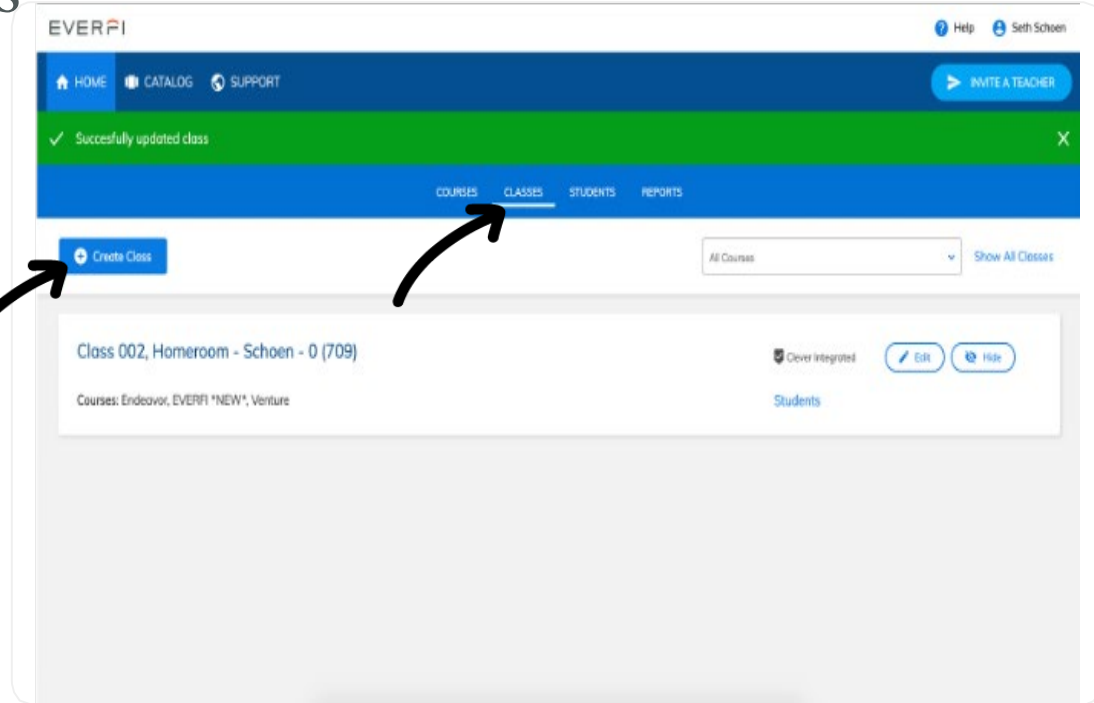 EVERFI
Help Seth Schoen
HOME CATALOG SUPPORT INVITE A TEACHER
Succesfully updated class X
COURSES CLASSES STUDENTS REPORTS
Create Class All Courses Show All Classes
Class 002, Homeroom - Schoen - 0 (709)
Clever Integrated Edit Hide
Courses: Endeavor, EVERFI *NEW*, Venture
Students